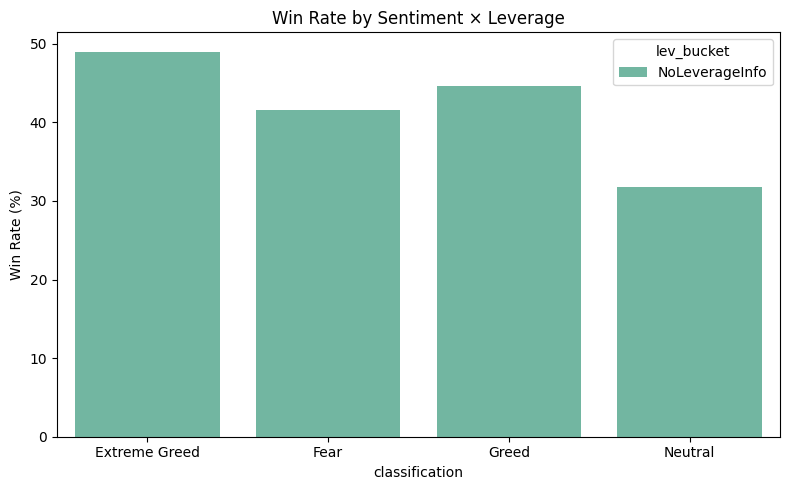 Win Rate by Sentiment × Leverage
lev_bucket
NoLeverageInfo
Win Rate (%)
50
40
30
20
10
0
Extreme Greed Fear Greed Neutral
classification